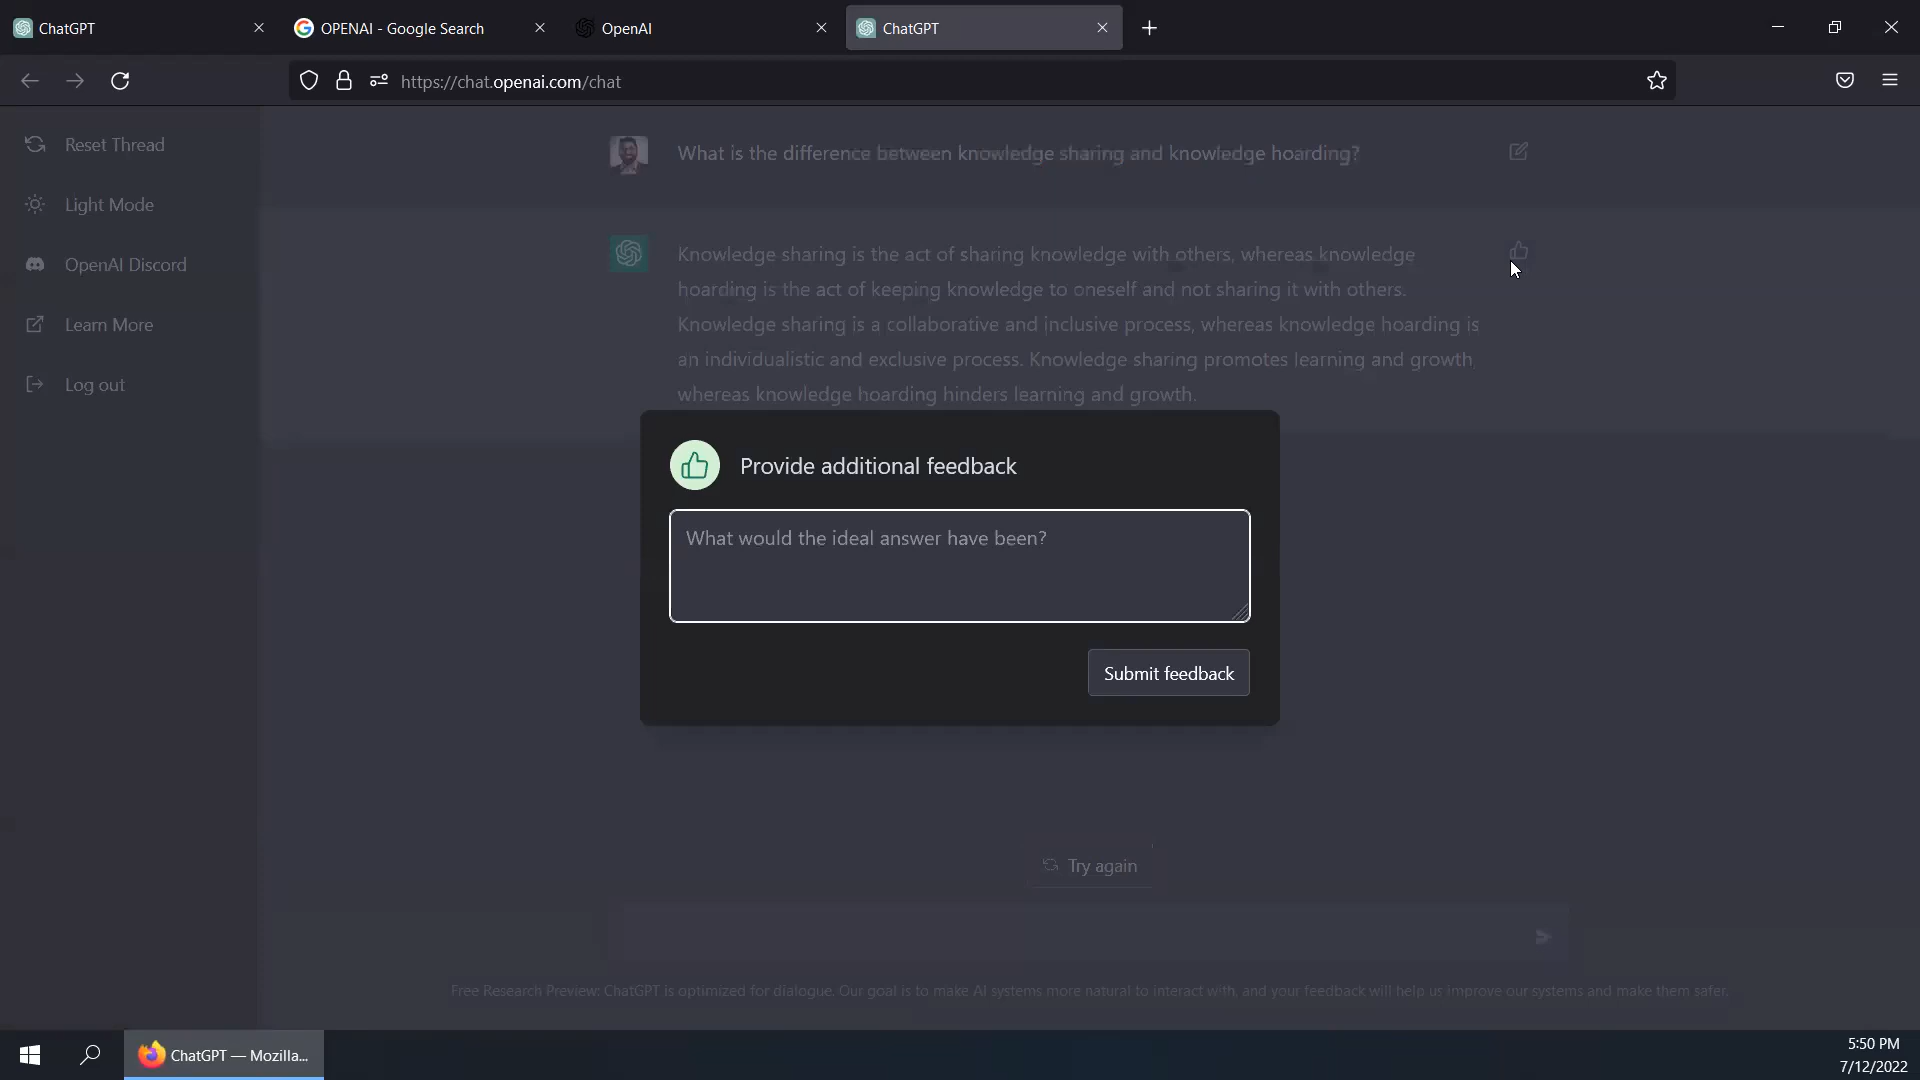 ChatGPT
OPENAI - Google Search
OpenAI
ChatGPT
https://chat.openai.com/chat
Reset Thread
Light Mode
OpenAI Discord
Learn More
Log out
What is the difference between knowledge sharing and knowledge hoarding?
Knowledge sharing is the act of sharing knowledge with others, whereas knowledge
hoarding is the act of keeping knowledge to oneself and not sharing it with others.
Knowledge sharing is a collaborative and inclusive process, whereas knowledge hoarding is
an individualistic and exclusive process. Knowledge sharing promotes learning and growth,
whereas knowledge hoarding hinders learning and growth.
Provide additional feedback
What would the ideal answer have been?
Submit feedback
Try again
Free Research Preview: ChatGPT is optimized for dialogue. Our goal is to make AI systems more natural to interact with, and your feedback will help us improve our systems and make them safer.
ChatGPT — Mozilla...
5:50 PM
7/12/2022